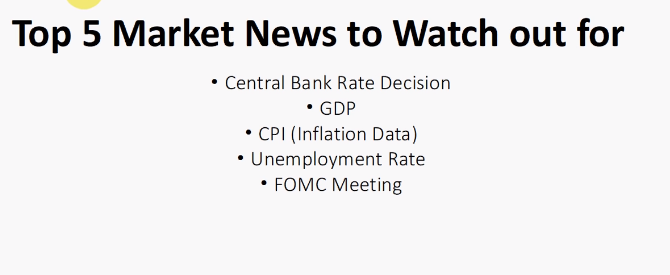 Top 5 Market News to Watch out for
• Central Bank Rate Decision
• GDP
• CPI (Inflation Data)
• Unemployment Rate
• FOMC Meeting